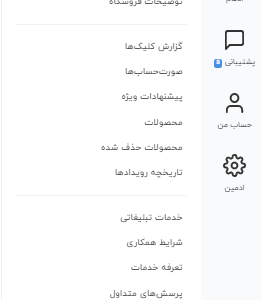 توضیحات فروشگاه
گزارش کلیک‌ها
صورت‌حساب‌ها
پیشنهادات ویژه
محصولات
محصولات حذف شده
تاریخچه رویدادها
خدمات تبلیغاتی
شرایط همکاری
تعرفه خدمات
پرسش‌های متداول
پشتیبانی
حساب من
ادمین